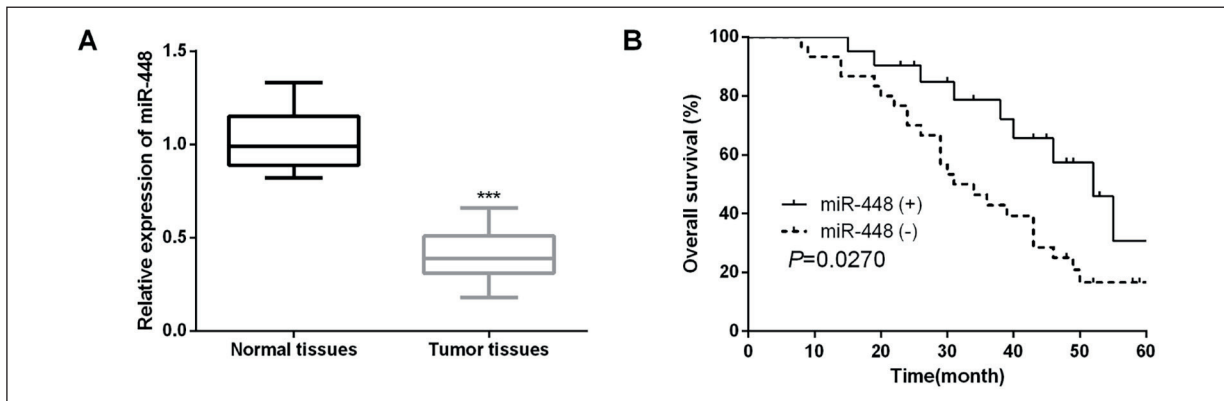 A
Relative expression of miR-448
1.5
1.0
0.5
0.0
***
Normal tissues
Tumor tissues
B
Overall survival (%)
100
80
60
40
20
0
miR-448 (+)
miR-448 (-)
P=0.0270
0 10 20 30 40 50 60
Time(month)